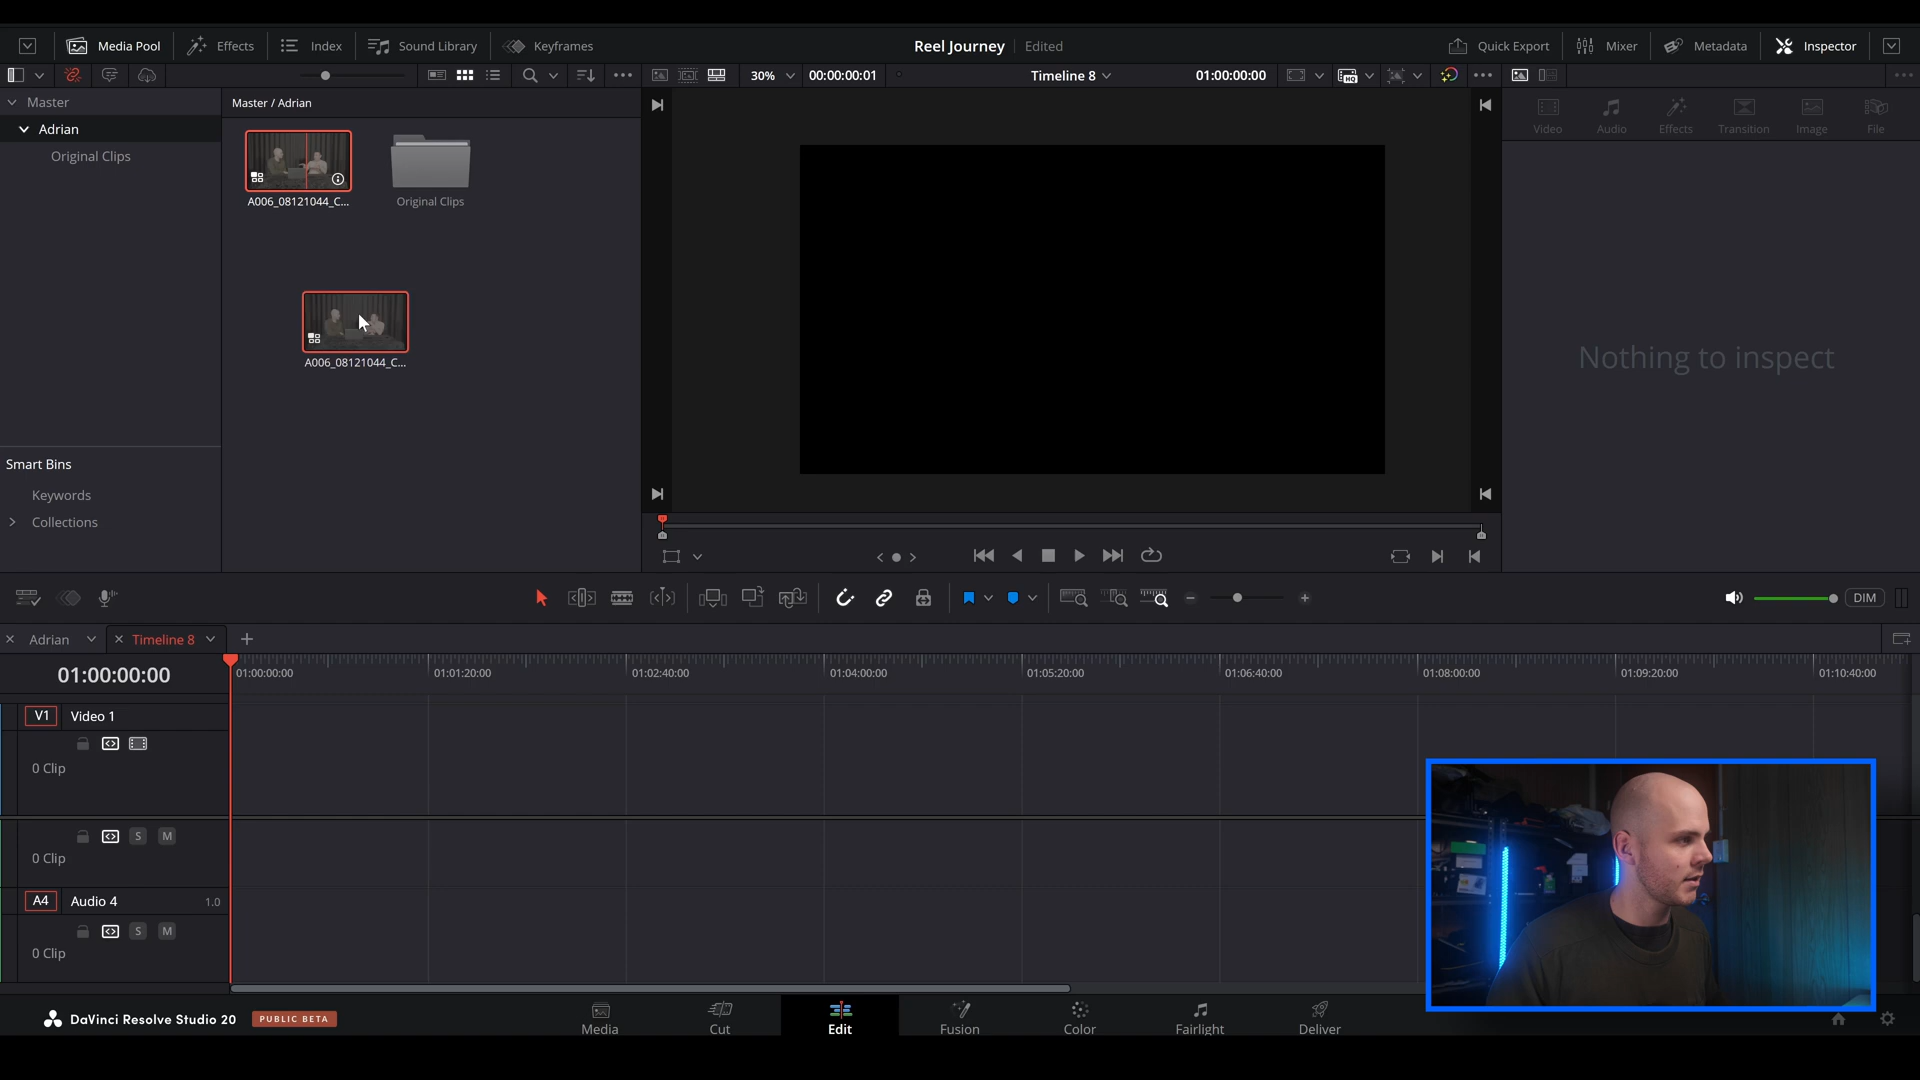 Media Pool
Effects
Index
Sound Library
Keyframes
Reel Journey
Edited
Quick Export
Mixer
Metadata
Inspector
30%
00:00:00:01
Timeline 8
01:00:00:00
Master
Adrian
Original Clips
Master / Adrian
A006_08121044_C...
Original Clips
A006_08121044_C...
Video
Audio
Effects
Transition
Image
File
Nothing to inspect
Smart Bins
Keywords
Collections
DIM
Adrian
Timeline 8
01:00:00:00
01:00:00:00
01:01:20:00
01:02:40:00
01:04:00:00
01:05:20:00
01:06:40:00
01:08:00:00
01:09:20:00
01:10:40:00
V1
Video 1
0 Clip
S
M
0 Clip
A4
Audio 4
1.0
S
M
0 Clip
DaVinci Resolve Studio 20
PUBLIC BETA
Media
Cut
Edit
Fusion
Color
Fairlight
Deliver